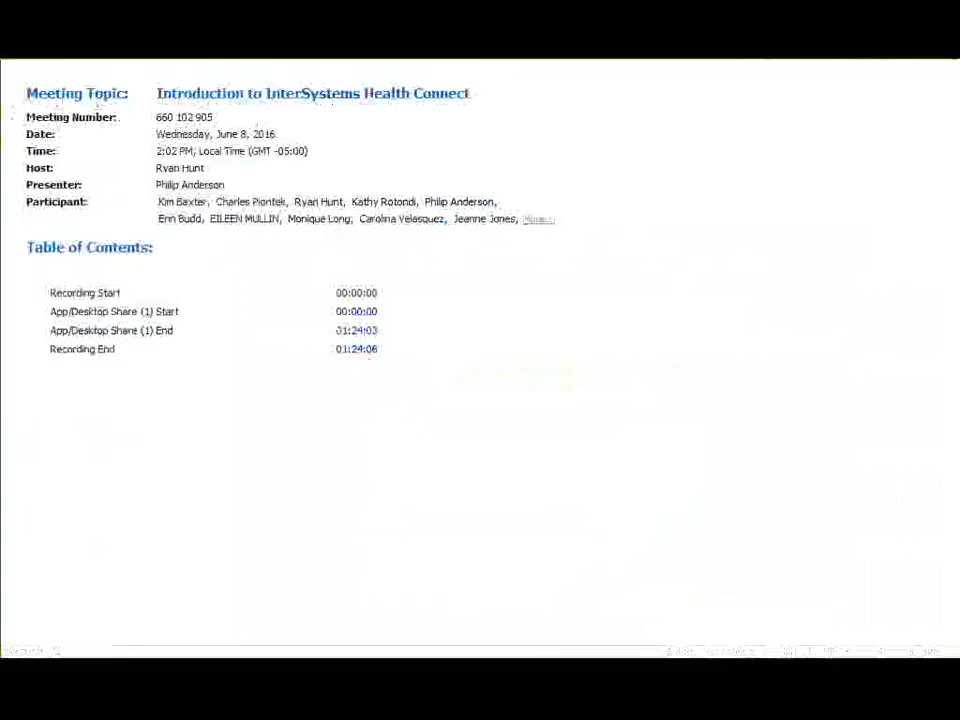 Meeting Topic: Introduction to InterSystems Health Connect
Meeting Number: 660 102 905
Date: Wednesday, June 8, 2016
Time: 2:02 PM, Local Time (GMT -05:00)
Host: Ryan Hunt
Presenter: Philip Anderson
Participant: Kim Baxter, Charles Piontek, Ryan Hunt, Kathy Rotondi, Philip Anderson,
Erin Budd, EILEEN MULLIN, Monique Long, Carolina Velasquez, Jeanne Jones, More...
Table of Contents:
Recording Start 00:00:00
App/Desktop Share (1) Start 00:00:00
App/Desktop Share (1) End 01:24:03
Recording End 01:24:06